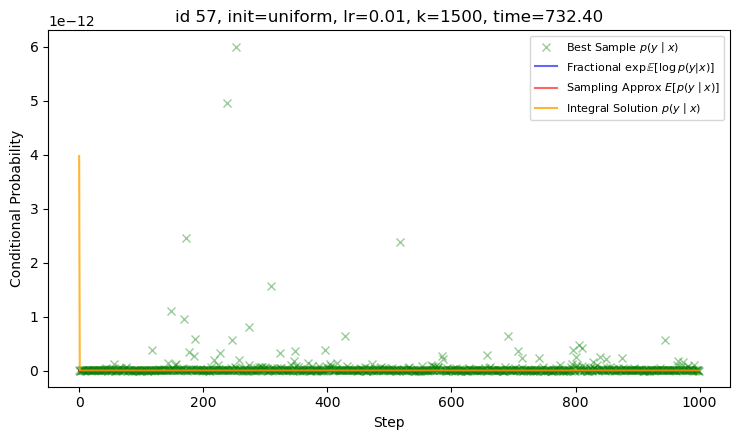 id 57, init=uniform, lr=0.01, k=1500, time=732.40
1e−12
Best Sample p(y | x)
Fractional exp𝔼[log p(y|x)]
Sampling Approx E[p(y | x)]
Integral Solution p(y | x)
Conditional Probability
6
5
4
3
2
1
0
0 200 400 600 800 1000
Step